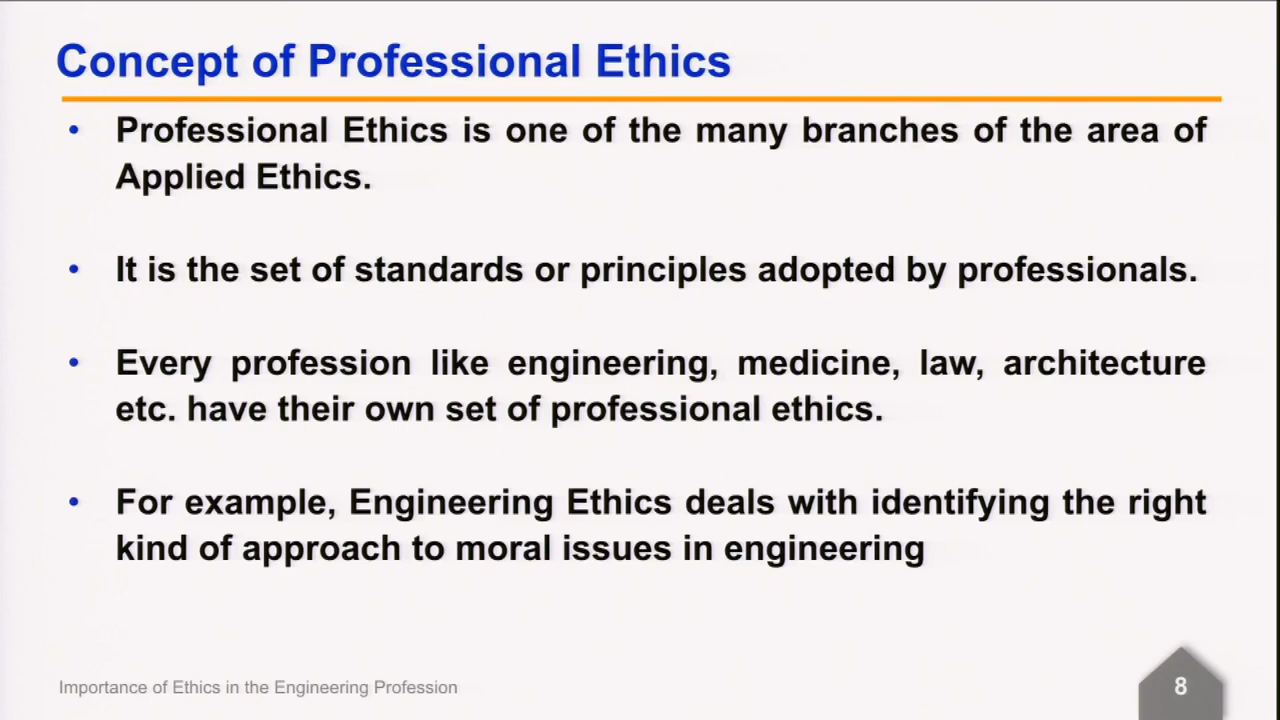 Concept of Professional Ethics
• Professional Ethics is one of the many branches of the area of
Applied Ethics.
• It is the set of standards or principles adopted by professionals.
• Every profession like engineering, medicine, law, architecture
etc. have their own set of professional ethics.
• For example, Engineering Ethics deals with identifying the right
kind of approach to moral issues in engineering
Importance of Ethics in the Engineering Profession
8